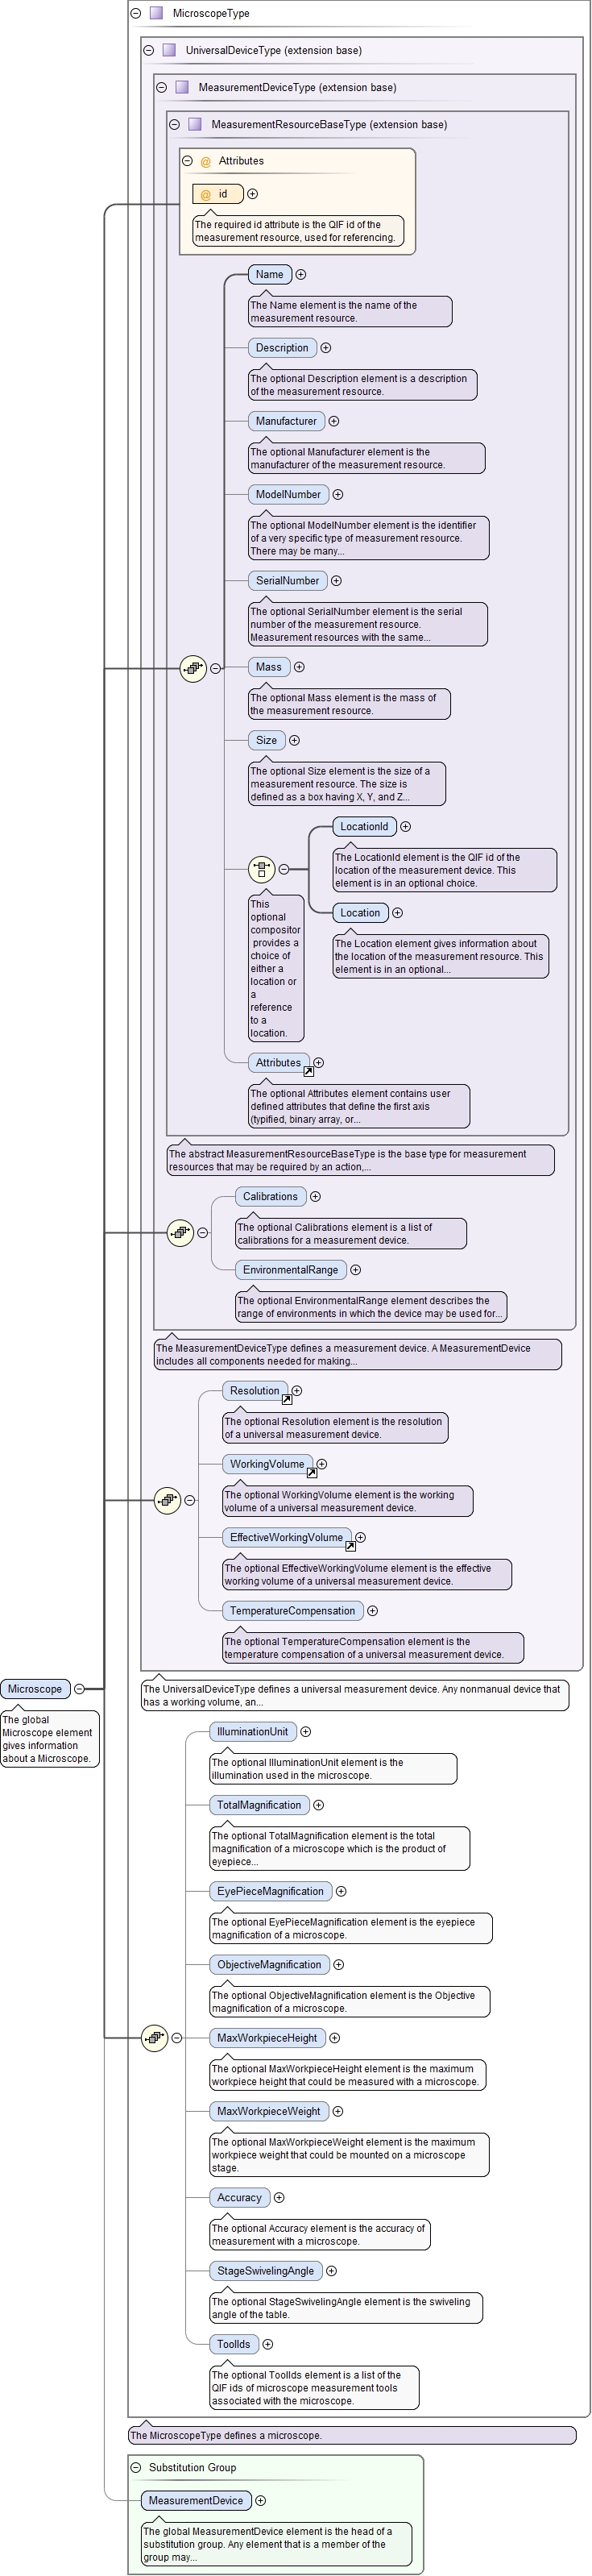 MicroscopeType
UniversalDeviceType (extension base)
MeasurementDeviceType (extension base)
MeasurementResourceBaseType (extension base)
@ Attributes
@ id
The required id attribute is the QIF id of the
measurement resource, used for referencing.
Name
The Name element is the name of the
measurement resource.
Description
The optional Description element is a description
of the measurement resource.
Manufacturer
The optional Manufacturer element is the
manufacturer of the measurement resource.
ModelNumber
The optional ModelNumber element is the identifier
of a very specific type of measurement resource.
There may be many...
SerialNumber
The optional SerialNumber element is the serial
number of the measurement resource.
Measurement resources with the same...
Mass
The optional Mass element is the mass of
the measurement resource.
Size
The optional Size element is the size of a
measurement resource. The size is
defined as a box having X, Y, and Z...
LocationId
The LocationId element is the QIF id of the
location of the measurement device. This
element is in an optional choice.
Location
The Location element gives information about
the location of the measurement resource. This
element is in an optional...
This
optional
compositor
provides a
choice of
either a
location or
a
reference
to a
location.
Attributes
The optional Attributes element contains user
defined attributes that define the first axis
(typified, binary array, or...
The abstract MeasurementResourceBaseType is the base type for measurement
resources that may be required by an action,...
Calibrations
The optional Calibrations element is a list of
calibrations for a measurement device.
EnvironmentalRange
The optional EnvironmentalRange element describes the
range of environments in which the device may be used for...
The MeasurementDeviceType defines a measurement device. A MeasurementDevice
includes all components needed for making...
Resolution
The optional Resolution element is the resolution
of a universal measurement device.
WorkingVolume
The optional WorkingVolume element is the working
volume of a universal measurement device.
EffectiveWorkingVolume
The optional EffectiveWorkingVolume element is the effective
working volume of a universal measurement device.
TemperatureCompensation
The optional TemperatureCompensation element is the
temperature compensation of a universal measurement device.
The UniversalDeviceType defines a universal measurement device. Any nonmanual device that
has a working volume, an...
Microscope
The global
Microscope element
gives information
about a Microscope.
IlluminationUnit
The optional IlluminationUnit element is the
illumination used in the microscope.
TotalMagnification
The optional TotalMagnification element is the total
magnification of a microscope which is the product of
eyepiece...
EyePieceMagnification
The optional EyePieceMagnification element is the eyepiece
magnification of a microscope.
ObjectiveMagnification
The optional ObjectiveMagnification element is the Objective
magnification of a microscope.
MaxWorkpieceHeight
The optional MaxWorkpieceHeight element is the maximum
workpiece height that could be measured with a microscope.
MaxWorkpieceWeight
The optional MaxWorkpieceWeight element is the maximum
workpiece weight that could be mounted on a microscope
stage.
Accuracy
The optional Accuracy element is the accuracy of
measurement with a microscope.
StageSwivelingAngle
The optional StageSwivelingAngle element is the swiveling
angle of the table.
ToolIds
The optional ToolIds element is a list of the
QIF ids of microscope measurement tools
associated with the microscope.
The MicroscopeType defines a microscope.
Substitution Group
MeasurementDevice
The global MeasurementDevice element is the head of a
substitution group. Any element that is a member of the
group may...